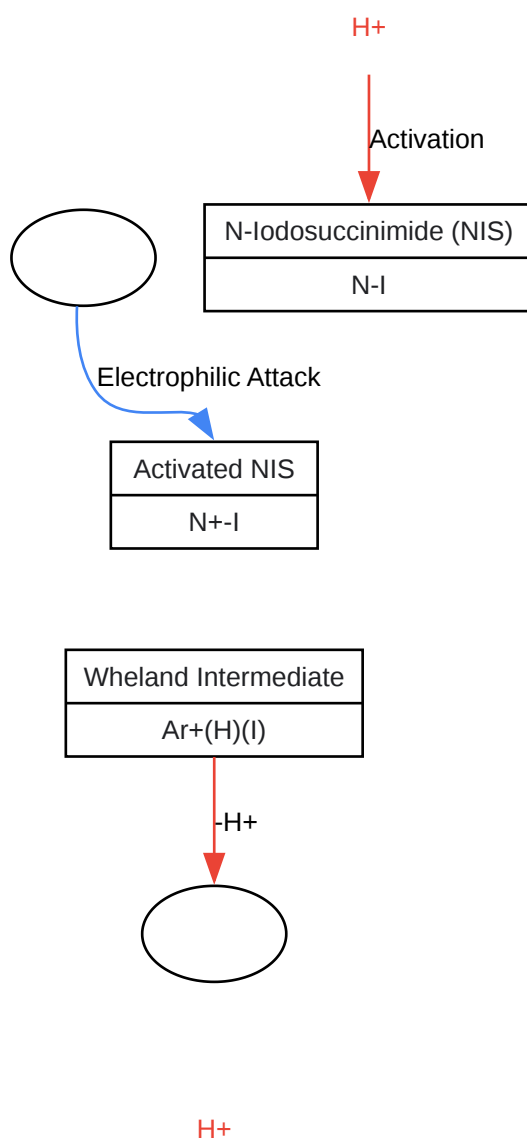 H+
Activation
N-Iodosuccinimide (NIS)
N-I
Electrophilic Attack
Activated NIS
N+-I
Wheland Intermediate
Ar+(H)(I)
-H+
H+